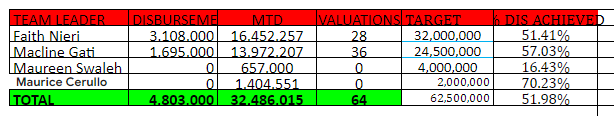 TEAM LEADER DISBURSEME MTD VALUATIONS TARGET % DIS ACHIEVED
Faith Nieri 3.108.000 16.452.257 28 32,000,000 51.41%
Macline Gati 1.695.000 13.972.207 36 24,500,000 57.03%
Maureen Swaleh 0 657.000 0 4,000,000 16.43%
Maurice Cerullo 0 1.404.551 0 2,000,000 70.23%
TOTAL 4.803.000 32.486.015 64 62,500,000 51.98%